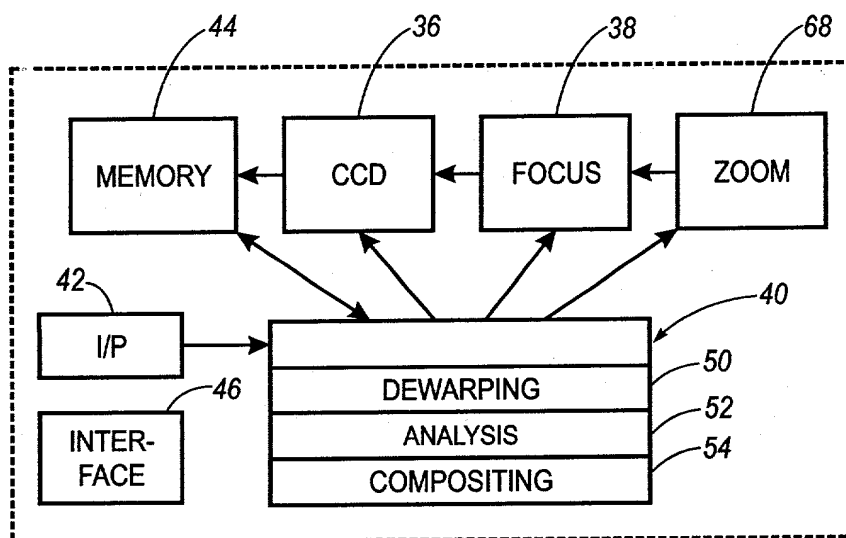 44 36 38 68
MEMORY CCD FOCUS ZOOM
42 40
I/P
DEWARPING 50
46
INTER-
FACE
ANALYSIS 52
COMPOSITING 54